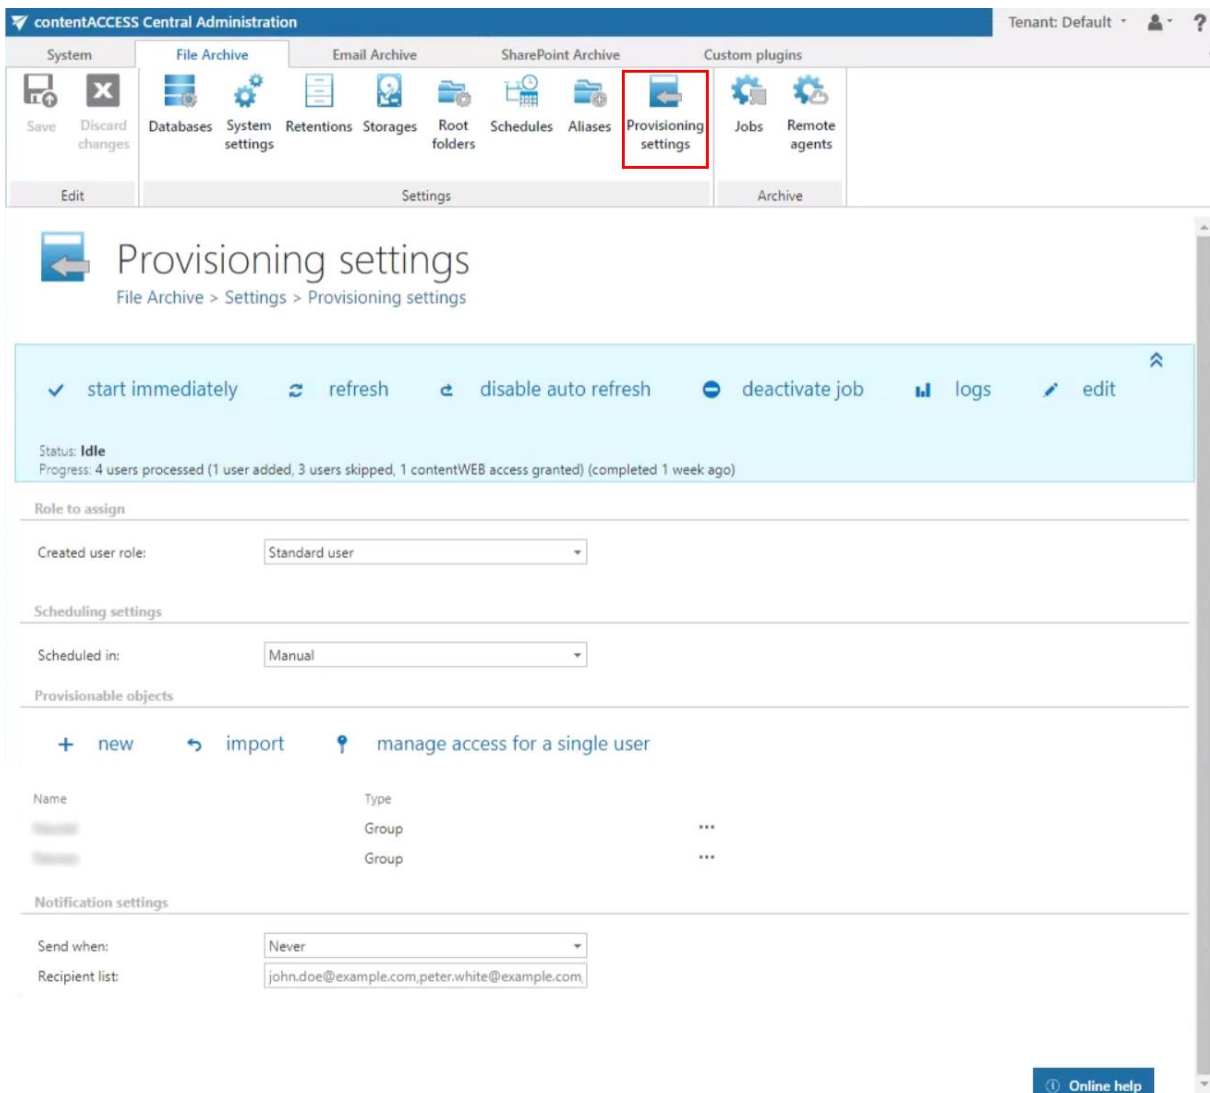 contentACCESS Central Administration
Tenant: Default
?
System
File Archive
Email Archive
SharePoint Archive
Custom plugins
Save
Discard
changes
Databases
System
settings
Retentions
Storages
Root
folders
Schedules
Aliases
Provisioning
settings
Jobs
Remote
agents
Edit
Settings
Archive
Provisioning settings
File Archive > Settings > Provisioning settings
start immediately
refresh
disable auto refresh
deactivate job
logs
edit
Status: Idle
Progress: 4 users processed (1 user added, 3 users skipped, 1 contentWEB access granted) (completed 1 week ago)
Role to assign
Created user role:
Standard user
Scheduling settings
Scheduled in:
Manual
Provisionable objects
+ new
import
manage access for a single user
Name
Type
Group
...
Group
...
Notification settings
Send when:
Never
Recipient list:
john.doe@example.com,peter.white@example.com,
Online help